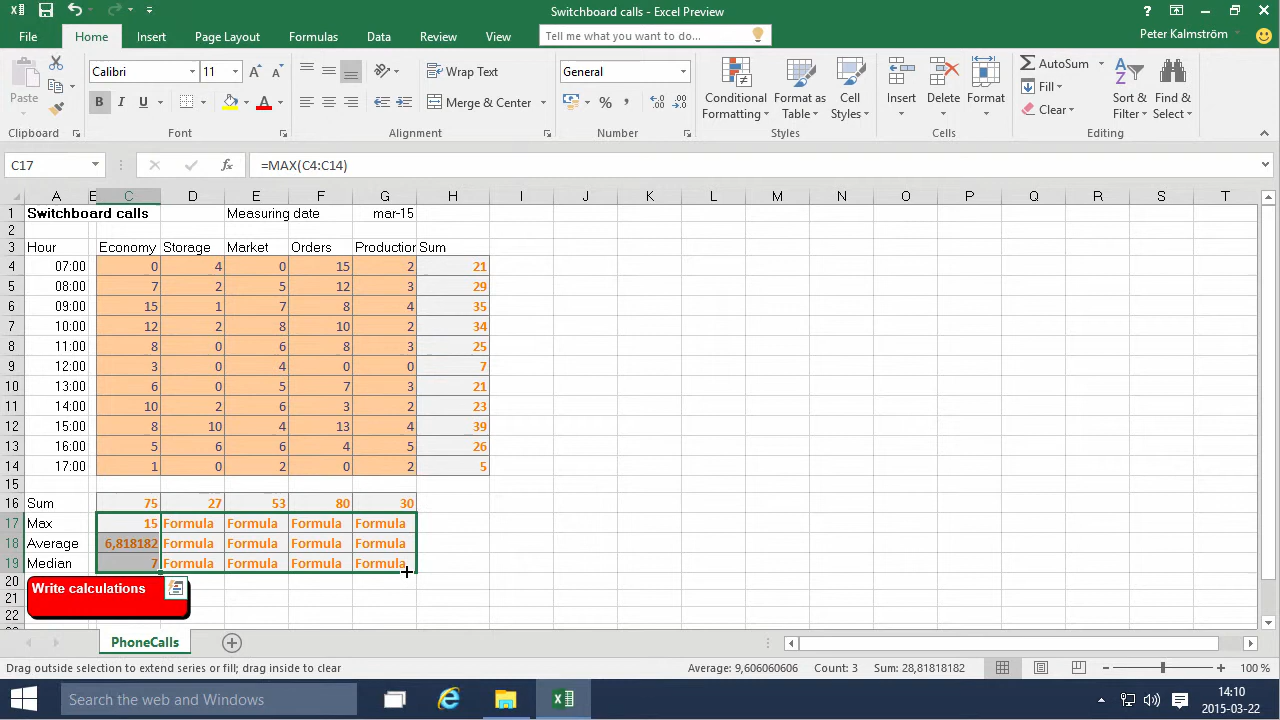 Switchboard calls - Excel Preview
File Home Insert Page Layout Formulas Data Review View Tell me what you want to do... Peter Kalmström
Paste Calibri 11 Wrap Text General Conditional Formatting Format as Table Cell Styles Insert Delete Format AutoSum Fill Clear Sort & Filter Find & Select
B I U A Merge & Center %
Clipboard Font Alignment Number Styles Cells Editing
C17 fx =MAX(C4:C14)
A C D E F G H I J K L M N O P Q R S T
1 Switchboard calls Measuring date mar-15
2
3 Hour Economy Storage Market Orders Production Sum
4 07:00 0 4 0 15 2 21
5 08:00 7 2 5 12 3 29
6 09:00 15 1 7 8 4 35
7 10:00 12 2 8 10 2 34
8 11:00 8 0 6 8 3 25
9 12:00 3 0 4 0 0 7
10 13:00 6 0 5 7 3 21
11 14:00 10 2 6 3 2 23
12 15:00 8 10 4 13 4 39
13 16:00 5 6 6 4 5 26
14 17:00 1 0 2 0 2 5
15
16 Sum 75 27 53 80 30
17 Max 15 Formula Formula Formula Formula
18 Average 6,818182 Formula Formula Formula Formula
19 Median 7 Formula Formula Formula Formula
20
21
22
Write calculations
PhoneCalls
Drag outside selection to extend series or fill; drag inside to clear Average: 9,606060606 Count: 3 Sum: 28,81818182 100 %
Search the web and Windows 14:10
2015-03-22